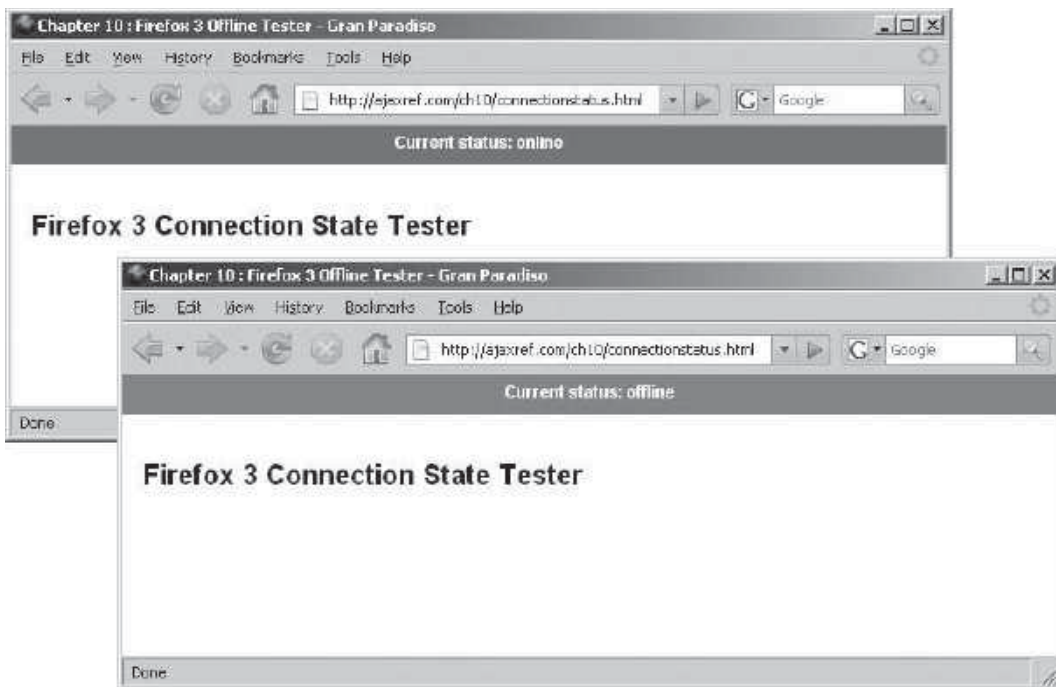 Chapter 10 : Firefox 3 Offline Tester - Gran Paradiso
File Edit View History Bookmarks Tools Help
http://ajaxref.com/ch10/connectionstatus.html
G Google
Current status: online
Firefox 3 Connection State Tester
Done
Chapter 10 : Firefox 3 Offline Tester - Gran Paradiso
File Edit View History Bookmarks Tools Help
http://ajaxref.com/ch10/connectionstatus.html
G Google
Current status: offline
Firefox 3 Connection State Tester
Done